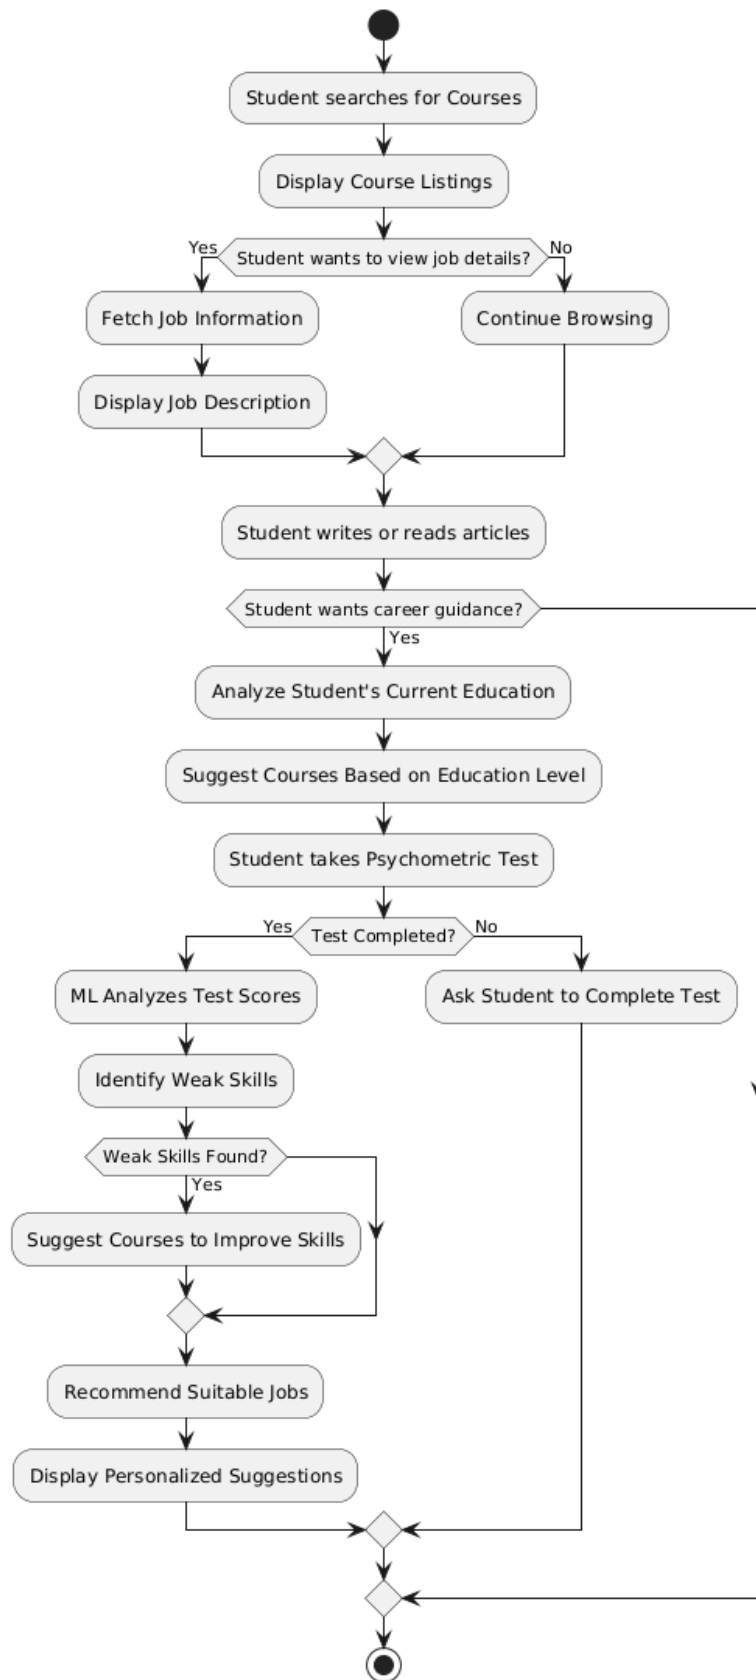 Student searches for Courses
Display Course Listings
Yes
Student wants to view job details?
No
Fetch Job Information
Continue Browsing
Display Job Description
Student writes or reads articles
Student wants career guidance?
Yes
Analyze Student's Current Education
Suggest Courses Based on Education Level
Student takes Psychometric Test
Yes
Test Completed?
No
ML Analyzes Test Scores
Ask Student to Complete Test
Identify Weak Skills
Weak Skills Found?
Yes
Suggest Courses to Improve Skills
Recommend Suitable Jobs
Display Personalized Suggestions